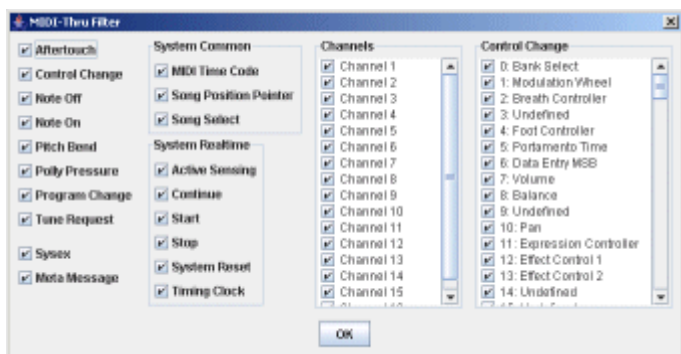 MIDI-Thru Filter
Aftertouch
Control Change
Note Off
Note On
Pitch Bend
Polly Pressure
Program Change
Tune Request
Sysex
Meta Message
System Common
MIDI Time Code
Song Position Pointer
Song Select
System Realtime
Active Sensing
Continue
Start
Stop
System Reset
Timing Clock
Channels
Channel 1
Channel 2
Channel 3
Channel 4
Channel 5
Channel 6
Channel 7
Channel 8
Channel 9
Channel 10
Channel 11
Channel 12
Channel 13
Channel 14
Channel 15
Control Change
0: Bank Select
1: Modulation Wheel
2: Breath Controller
3: Undefined
4: Foot Controller
5: Portamento Time
6: Data Entry MSB
7: Volume
8: Balance
9: Undefined
10: Pan
11: Expression Controller
12: Effect Control 1
13: Effect Control 2
14: Undefined
OK